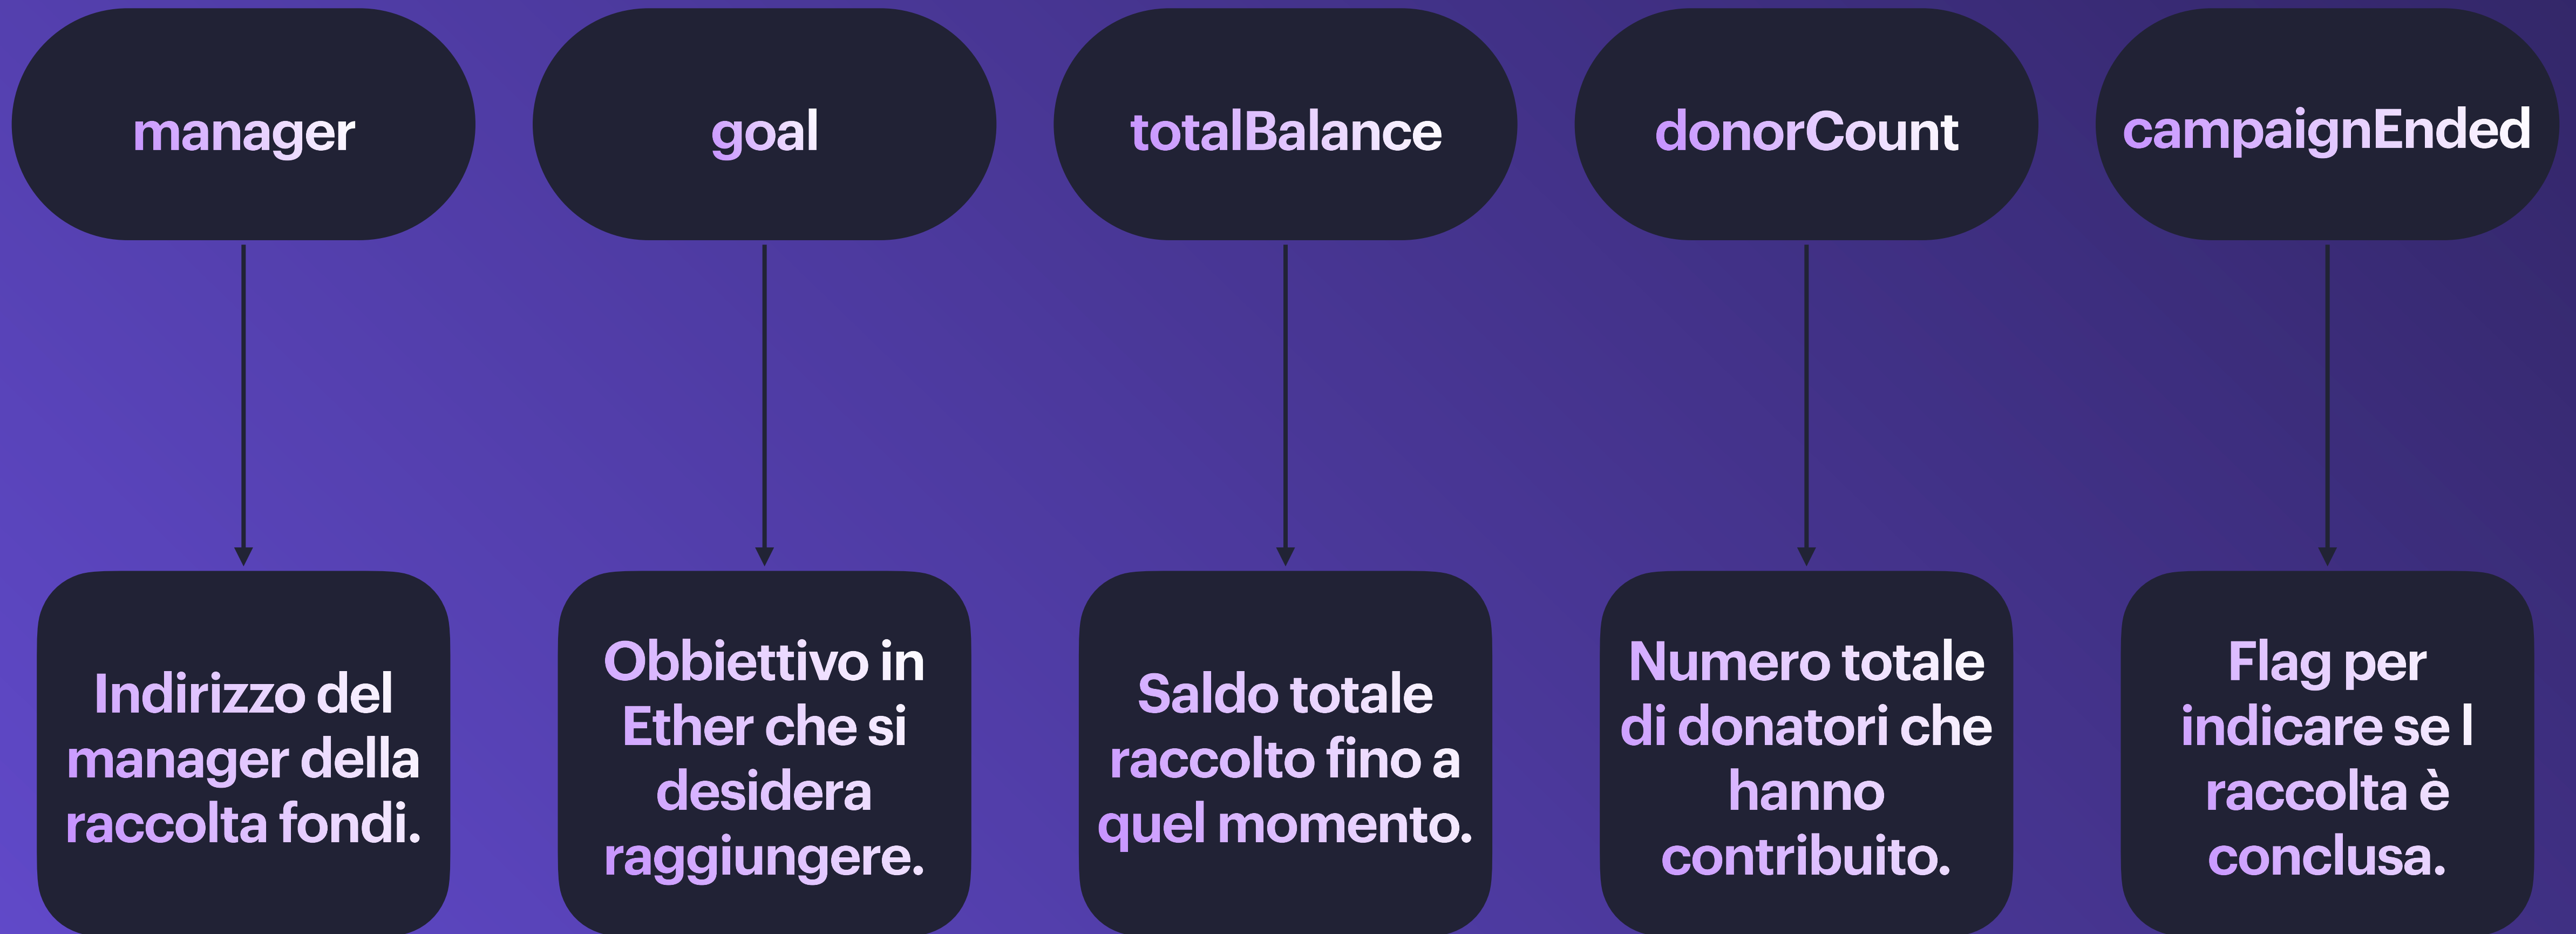 manager
goal
totalBalance
donorCount
campaignEnded
Indirizzo del
manager della
raccolta fondi.
Obbiettivo in
Ether che si
desidera
raggiungere.
Saldo totale
raccolto fino a
quel momento.
Numero totale
di donatori che
hanno
contribuito.
Flag per
indicare se l
raccolta è
conclusa.